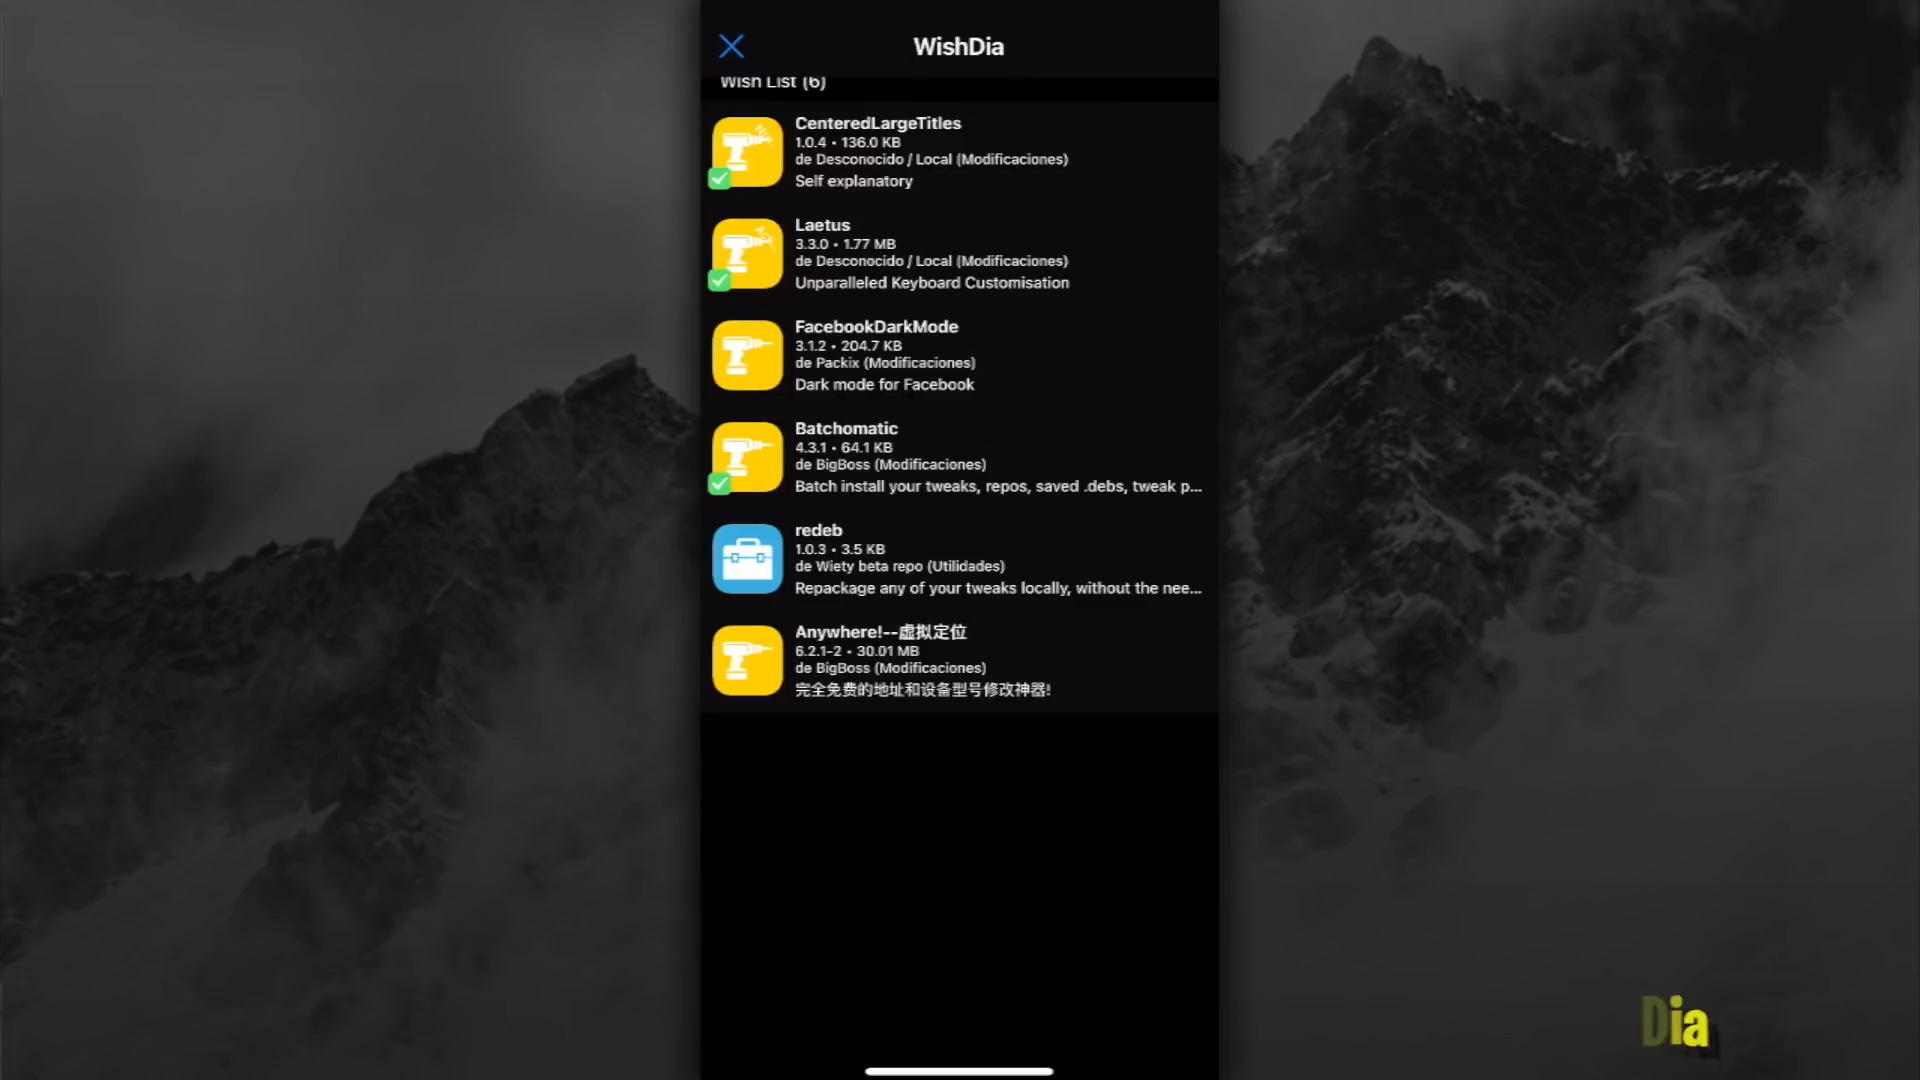 WishDia
Wish List (6)
CenteredLargeTitles
1.0.4 • 136.0 KB
de Desconocido / Local (Modificaciones)
Self explanatory
Laetus
3.3.0 • 1.77 MB
de Desconocido / Local (Modificaciones)
Unparalleled Keyboard Customisation
FacebookDarkMode
3.1.2 • 204.7 KB
de Packix (Modificaciones)
Dark mode for Facebook
Batchomatic
4.3.1 • 64.1 KB
de BigBoss (Modificaciones)
Batch install your tweaks, repos, saved .debs, tweak p...
redeb
1.0.3 • 3.5 KB
de Wiety beta repo (Utilidades)
Repackage any of your tweaks locally, without the nee...
Anywhere!--虚拟定位
6.2.1-2 • 30.01 MB
de BigBoss (Modificaciones)
完全免费的地址和设备型号修改神器!
Dia